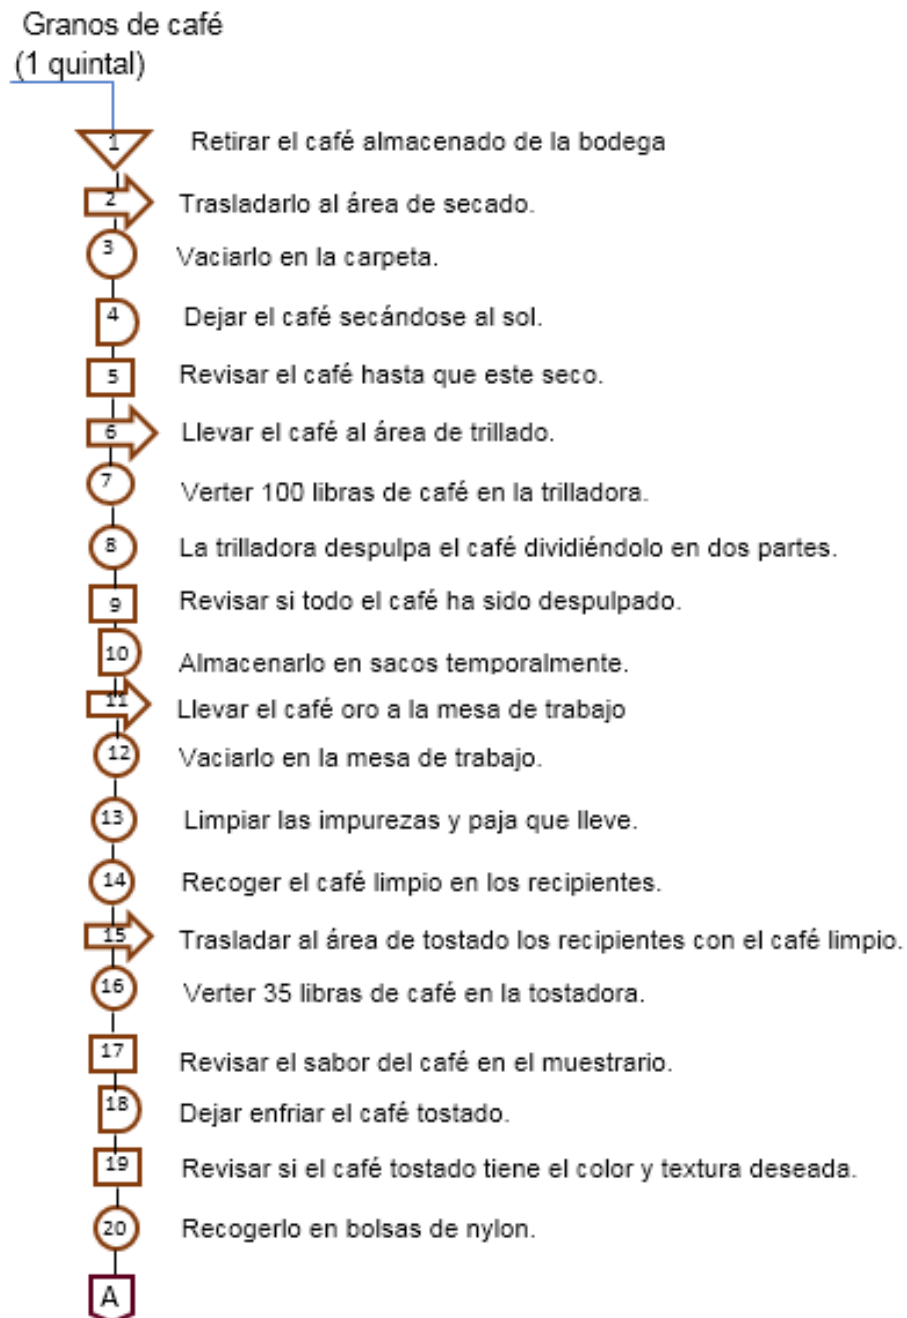 Granos de café
(1 quintal)
1 Retirar el café almacenado de la bodega
2 Trasladarlo al área de secado.
3 Vaciarlo en la carpeta.
4 Dejar el café secándose al sol.
5 Revisar el café hasta que este seco.
6 Llevar el café al área de trillado.
7 Verter 100 libras de café en la trilladora.
8 La trilladora despulpa el café dividiéndolo en dos partes.
9 Revisar si todo el café ha sido despulpado.
10 Almacenarlo en sacos temporalmente.
11 Llevar el café oro a la mesa de trabajo
12 Vaciarlo en la mesa de trabajo.
13 Limpiar las impurezas y paja que lleve.
14 Recoger el café limpio en los recipientes.
15 Trasladar al área de tostado los recipientes con el café limpio.
16 Verter 35 libras de café en la tostadora.
17 Revisar el sabor del café en el muestrario.
18 Dejar enfriar el café tostado.
19 Revisar si el café tostado tiene el color y textura deseada.
20 Recogerlo en bolsas de nylon.
A